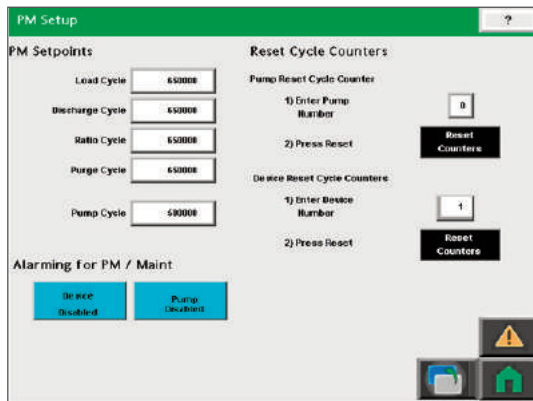 PM Setup
?
PM Setpoints
Load Cycle 650000
Discharge Cycle 650000
Ratio Cycle 650000
Purge Cycle 650000
Pump Cycle 500000
Alarming for PM / Maint
Device
Disabled
Pump
Disabled
Reset Cycle Counters
Pump Reset Cycle Counter
1) Enter Pump
Number
0
2) Press Reset
Reset
Counters
Device Reset Cycle Counters
1) Enter Device
Number
1
2) Press Reset
Reset
Counters